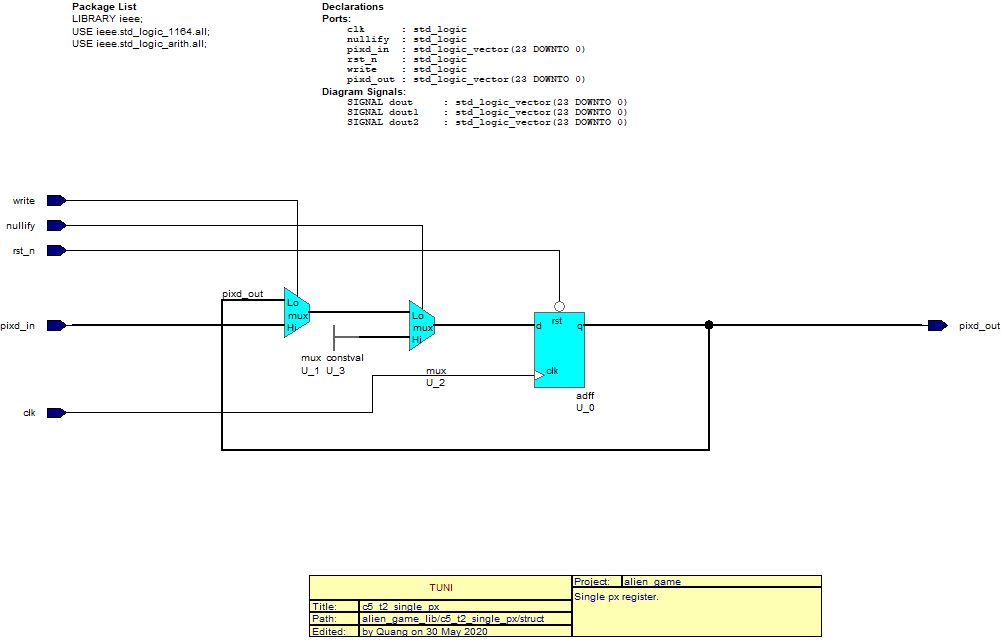 Package List
LIBRARY ieee;
USE ieee.std_logic_1164.all;
USE ieee.std_logic_arith.all;
Declarations
Ports:
clk : std_logic
nullify : std_logic
pixd_in : std_logic_vector(23 DOWNTO 0)
rst_n : std_logic
write : std_logic
pixd_out : std_logic_vector(23 DOWNTO 0)
Diagram Signals:
SIGNAL dout : std_logic_vector(23 DOWNTO 0)
SIGNAL dout1 : std_logic_vector(23 DOWNTO 0)
SIGNAL dout2 : std_logic_vector(23 DOWNTO 0)
write
nullify
rst_n
pixd_out
Lo
mux
Hi
Lo
mux
Hi
rst
d
q
clk
pixd_in
pixd_out
mux
U_1
constval
U_3
mux
U_2
adff
U_0
clk
TUNI
Title: c5_t2_single_px
Path: alien_game_lib/c5_t2_single_px/struct
Edited: by Quang on 30 May 2020
Project: alien_game
Single px register.